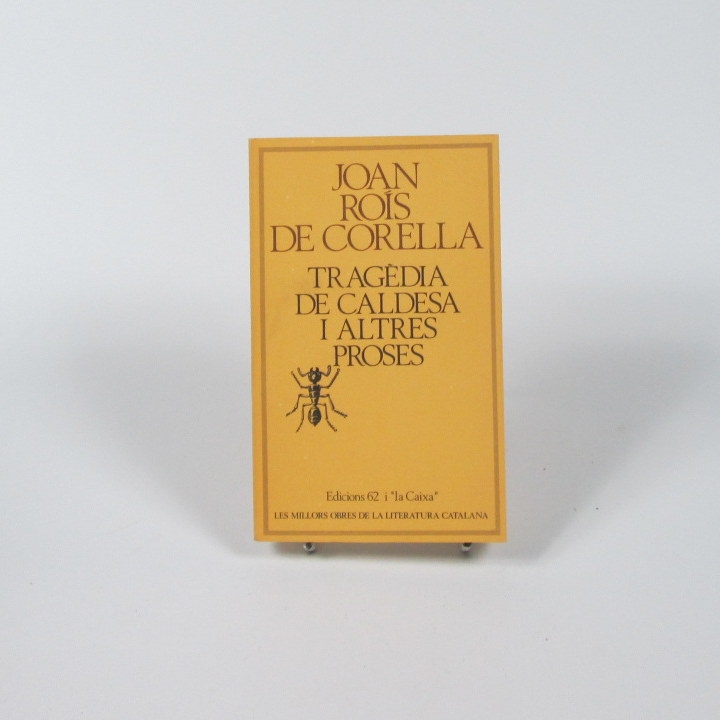 JOAN
ROÍS
DE CORELLA
TRAGÈDIA
DE CALDESA
I ALTRES
PROSES
Edicions 62 i "la Caixa"
LES MILLORS OBRES DE LA LITERATURA CATALANA